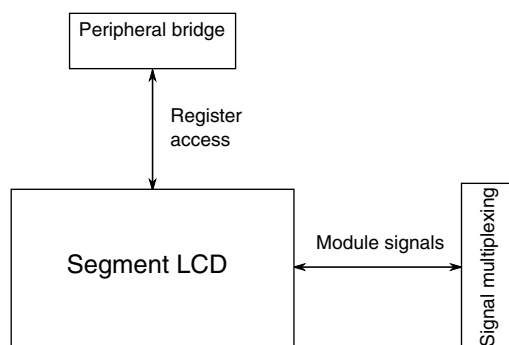 Peripheral bridge
Register
access
Segment LCD
Module signals
Signal multiplexing